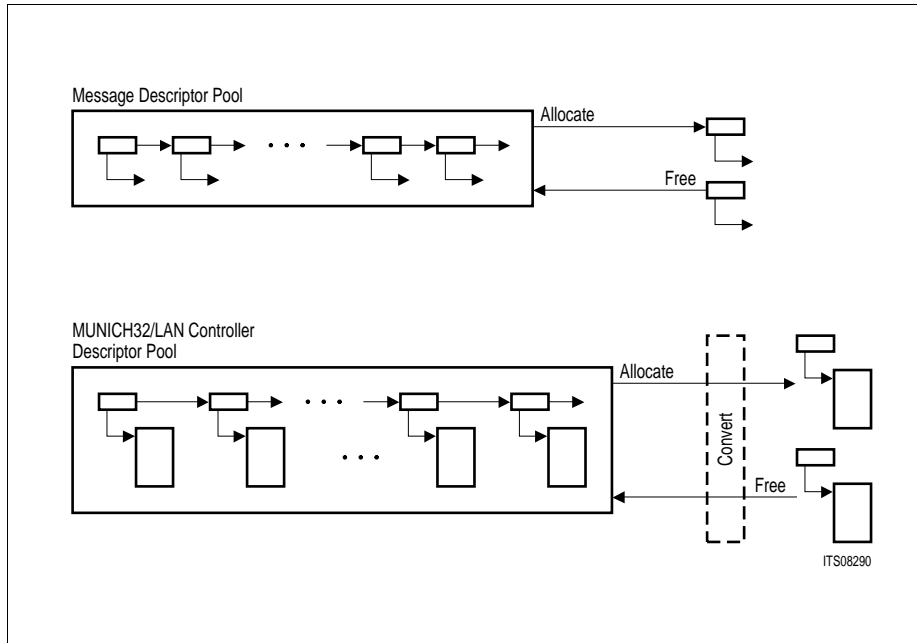 Message Descriptor Pool
Allocate
Free
MUNICH32/LAN Controller
Descriptor Pool
Allocate
Convert
Free
ITS08290